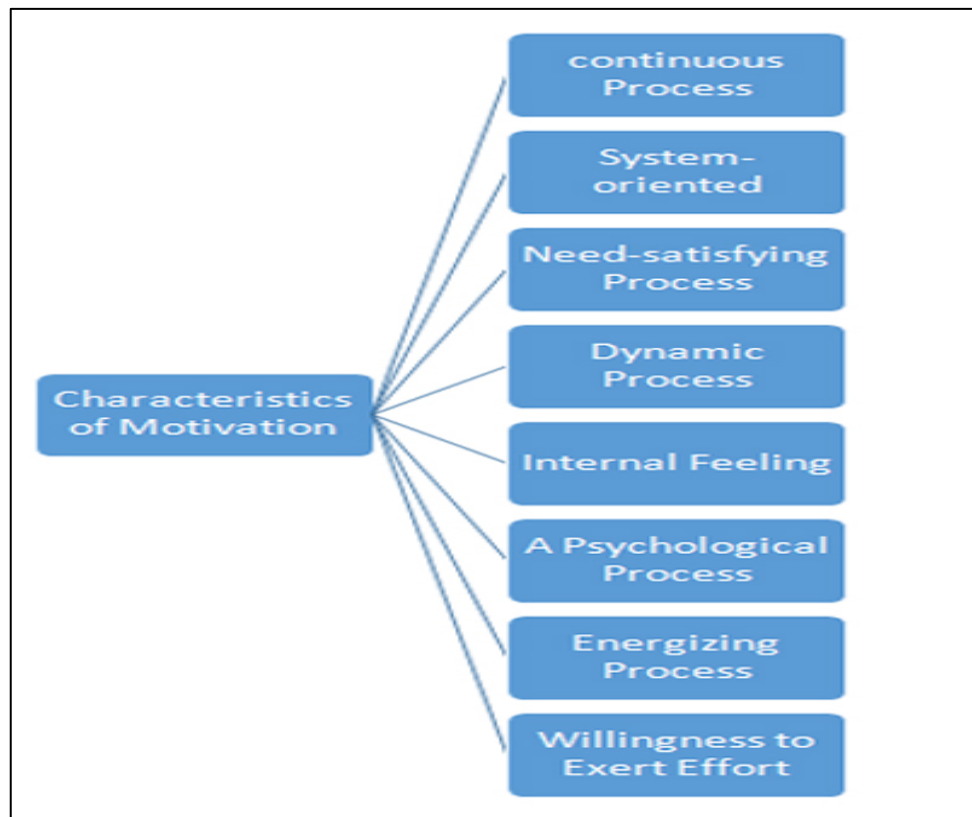 continuous
Process
System-
oriented
Need-satisfying
Process
Dynamic
Process
Characteristics
of Motivation
Internal Feeling
A Psychological
Process
Energizing
Process
Willingness to
Exert Effort